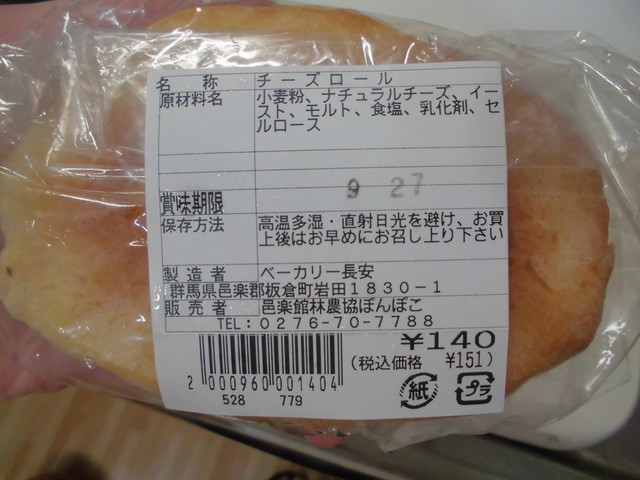 名 称 チーズロール
原材料名 小麦粉、ナチュラルチーズ、イー
スト、モルト、食塩、乳化剤、セ
ルロース
賞味期限 9 27
保存方法 高温多湿・直射日光を避け、お買
上後はお早めにお召し上り下さい
製造者 ベーカリー長安
群馬県邑楽郡板倉町岩田1830-1
販売者 邑楽館林農協ぽんぽこ
TEL:0276-70-7788
¥140
(税込価格 ¥151)
2 000960 001404
528 779
紙 プラ